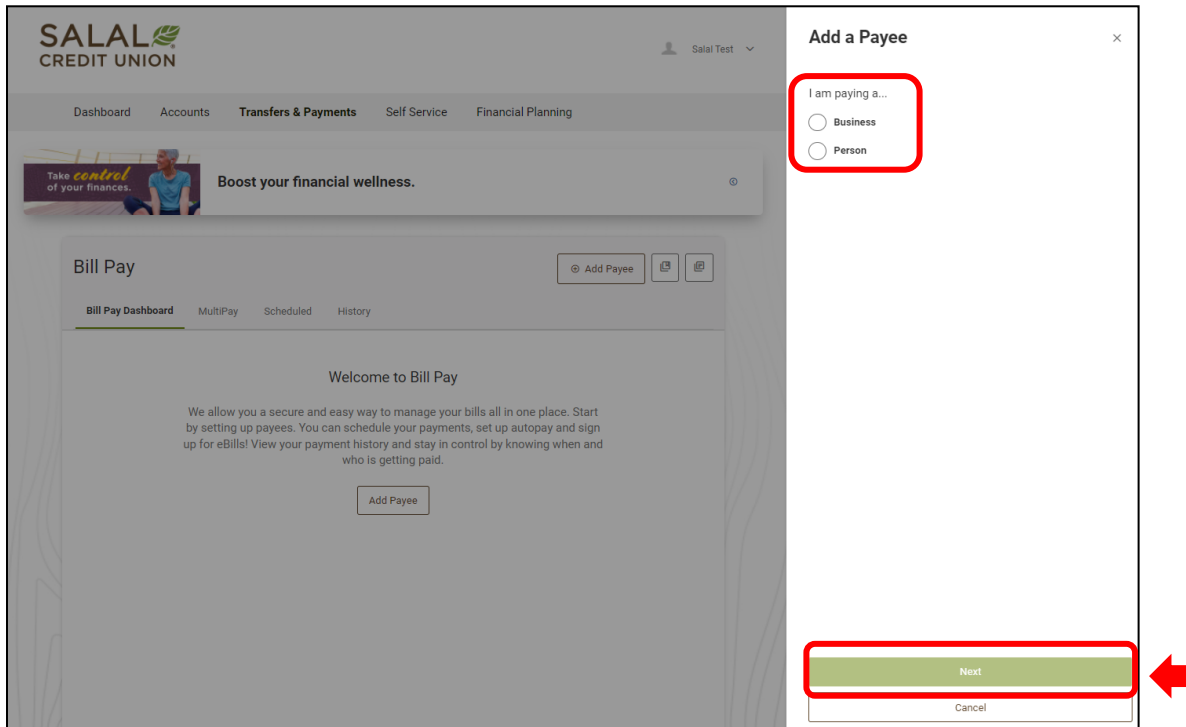 SALAL
CREDIT UNION
Salal Test
Dashboard Accounts Transfers & Payments Self Service Financial Planning
Take control
of your finances.
Boost your financial wellness.
Bill Pay
Add Payee
Bill Pay Dashboard MultiPay Scheduled History
Welcome to Bill Pay
We allow you a secure and easy way to manage your bills all in one place. Start
by setting up payees. You can schedule your payments, set up autopay and sign
up for eBills! View your payment history and stay in control by knowing when and
who is getting paid.
Add Payee
Add a Payee
I am paying a...
Business
Person
Next
Cancel